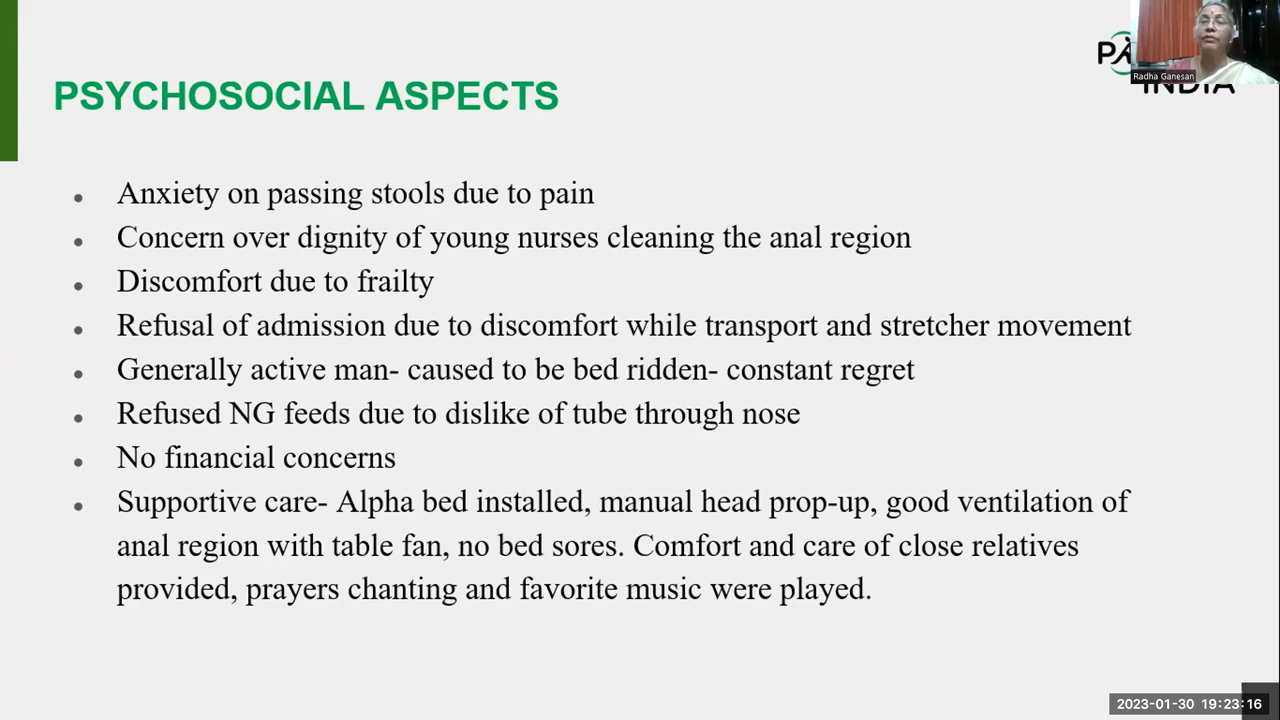 PSYCHOSOCIAL ASPECTS
Radha Ganesan
INDIA
Anxiety on passing stools due to pain
Concern over dignity of young nurses cleaning the anal region
Discomfort due to frailty
Refusal of admission due to discomfort while transport and stretcher movement
Generally active man- caused to be bed ridden- constant regret
Refused NG feeds due to dislike of tube through nose
No financial concerns
Supportive care- Alpha bed installed, manual head prop-up, good ventilation of
anal region with table fan, no bed sores. Comfort and care of close relatives
provided, prayers chanting and favorite music were played.
2023-01-30 19:23:16